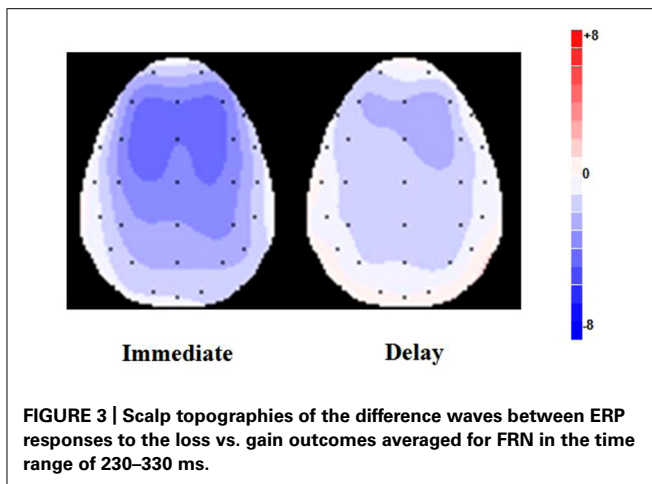 +8
0
-8
Immediate Delay
FIGURE 3 | Scalp topographies of the difference waves between ERP
responses to the loss vs. gain outcomes averaged for FRN in the time
range of 230–330 ms.